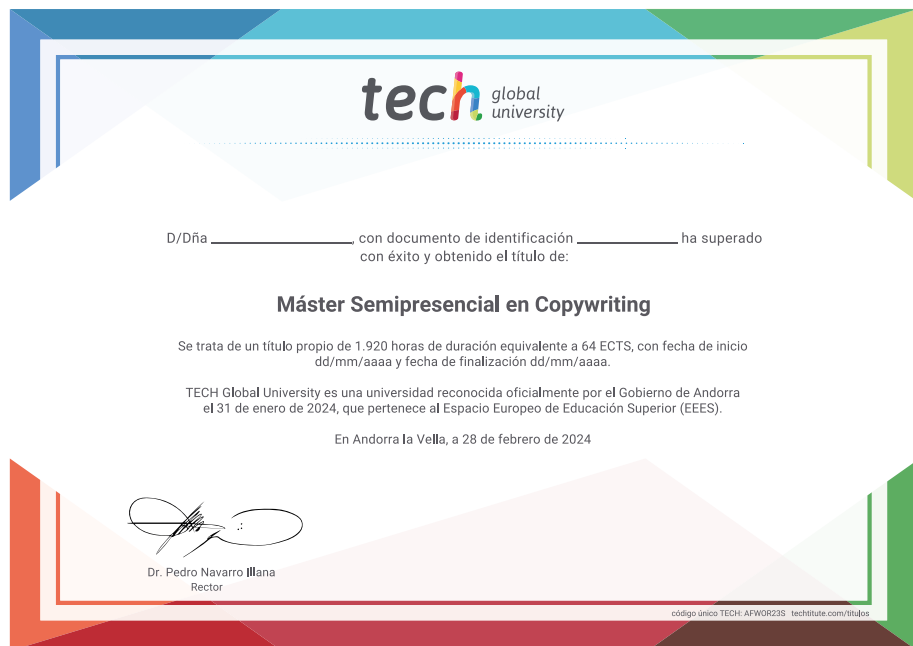 tech global university
D/Dña ______________, con documento de identificación __________ ha superado
con éxito y obtenido el título de:
Máster Semipresencial en Copywriting
Se trata de un título propio de 1.920 horas de duración equivalente a 64 ECTS, con fecha de inicio
dd/mm/aaaa y fecha de finalización dd/mm/aaaa.
TECH Global University es una universidad reconocida oficialmente por el Gobierno de Andorra
el 31 de enero de 2024, que pertenece al Espacio Europeo de Educación Superior (EEES).
En Andorra la Vella, a 28 de febrero de 2024
Dr. Pedro Navarro Illana
Rector
código único TECH: AFWOR23S techtitute.com/titulos